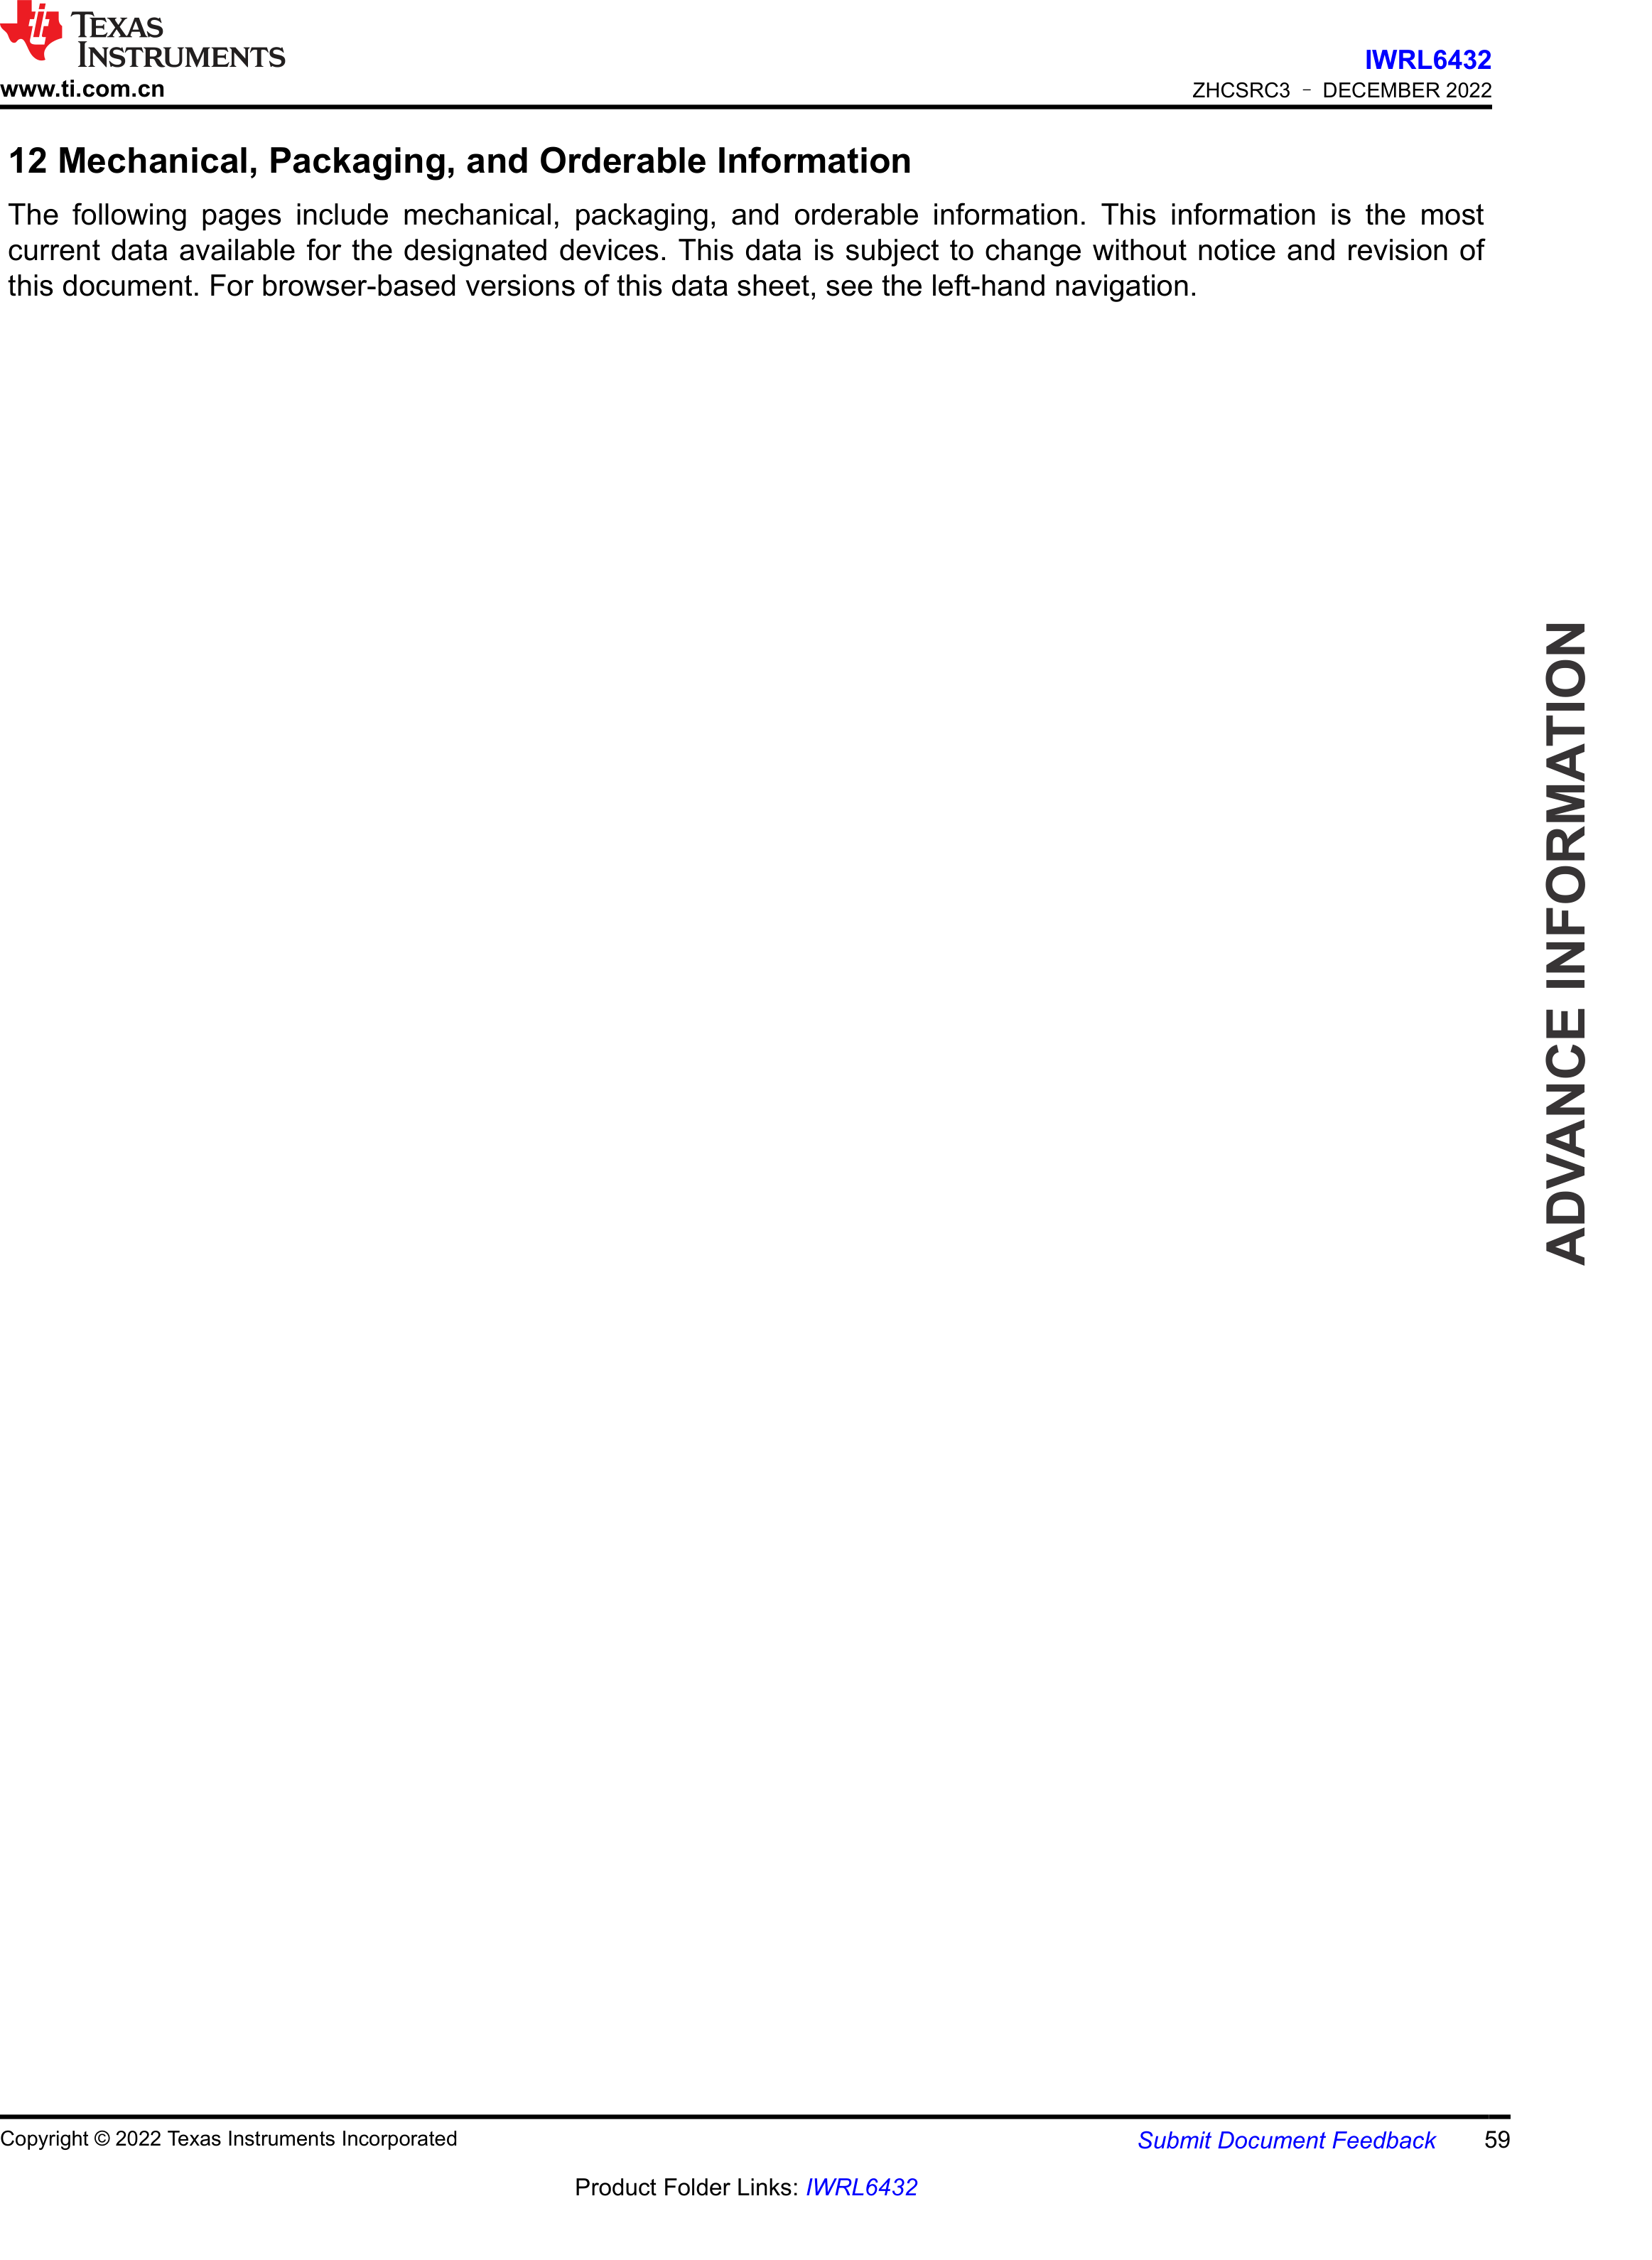 TEXAS
INSTRUMENTS
www.ti.com.cn
IWRL6432
ZHCSRC3 – DECEMBER 2022
12 Mechanical, Packaging, and Orderable Information
The following pages include mechanical, packaging, and orderable information. This information is the most
current data available for the designated devices. This data is subject to change without notice and revision of
this document. For browser-based versions of this data sheet, see the left-hand navigation.
ADVANCE INFORMATION
Copyright © 2022 Texas Instruments Incorporated
Submit Document Feedback 59
Product Folder Links: IWRL6432